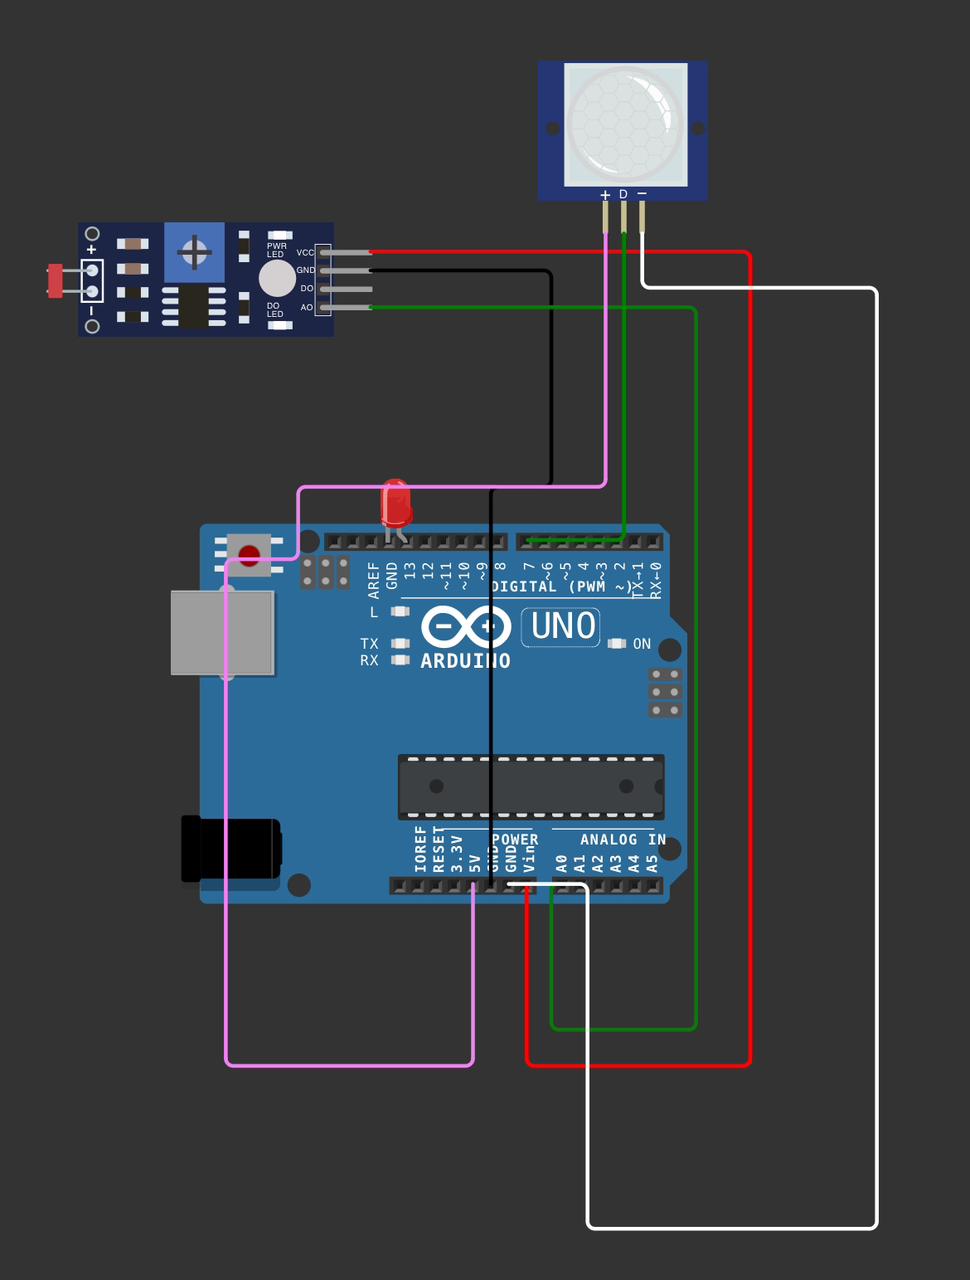 + D −
PWR
LED
VCC
GND
DO
AO
DO
LED
+
−
AREF
GND
13
12
~11
~10
~9
8
7
~6
~5
4
~3
2
TX→1
RX←0
DIGITAL (PWM ~)
TX
RX
UNO
ON
ARDUINO
POWER
ANALOG IN
IOREF
RESET
3.3V
5V
GND
GND
Vin
A0
A1
A2
A3
A4
A5